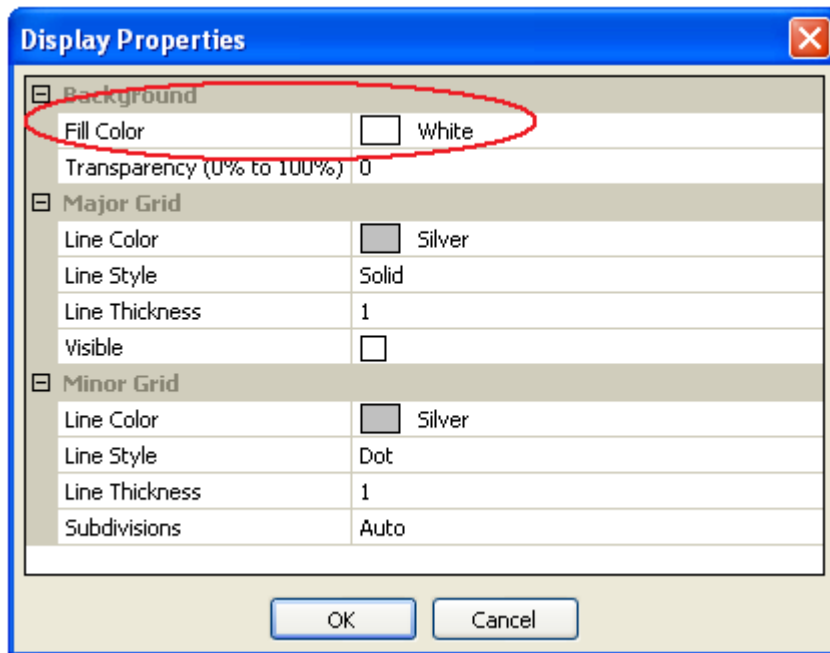 Display Properties
Background
Fill Color White
Transparency (0% to 100%) 0
Major Grid
Line Color Silver
Line Style Solid
Line Thickness 1
Visible
Minor Grid
Line Color Silver
Line Style Dot
Line Thickness 1
Subdivisions Auto
OK Cancel